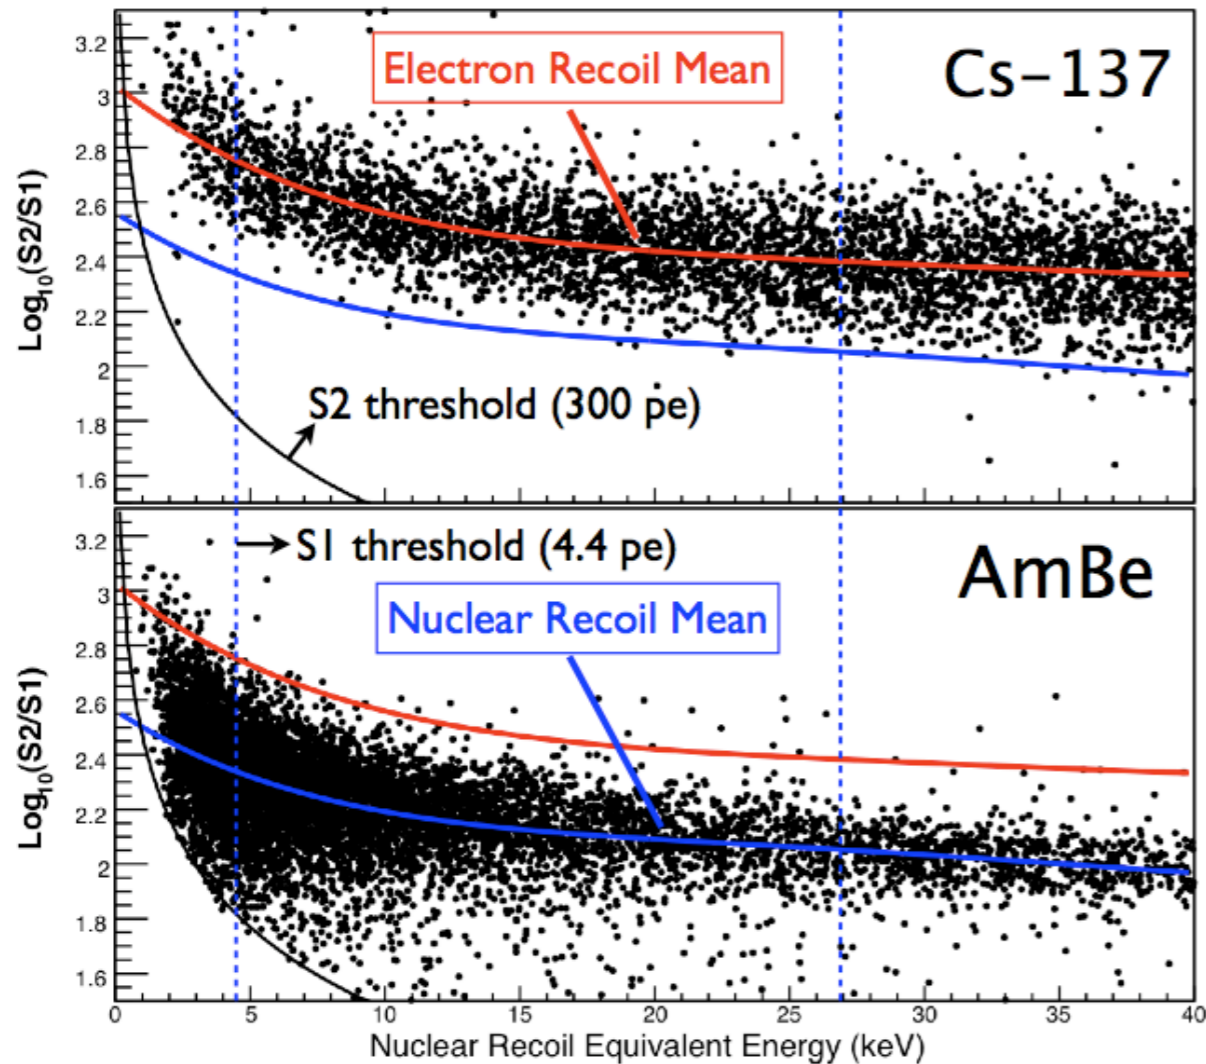 3.2
Electron Recoil Mean
Cs-137
3
2.8
2.6
2.4
2.2
2
1.8
1.6
Log10(S2/S1)
S2 threshold (300 pe)
3.2
S1 threshold (4.4 pe)
AmBe
3
Nuclear Recoil Mean
2.8
2.6
2.4
2.2
2
1.8
1.6
Log10(S2/S1)
0 5 10 15 20 25 30 35 40
Nuclear Recoil Equivalent Energy (keV)